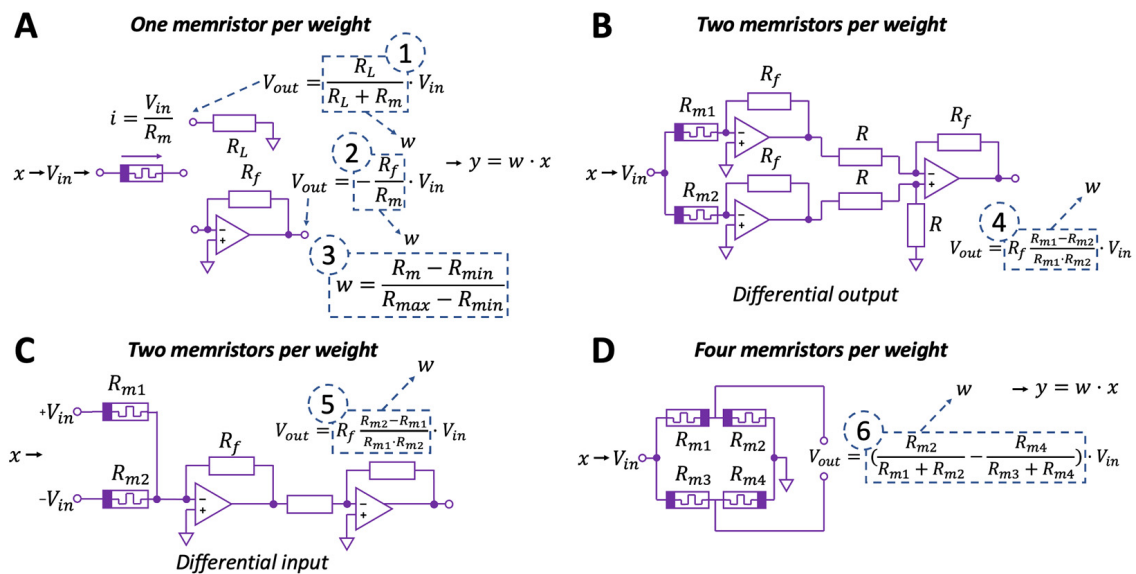 A One memristor per weight
1
V_out = R_L / (R_L + R_m) · V_in
i = V_in / R_m
R_L
w
2
x → V_in →
R_f
V_out = − R_f / R_m · V_in
→ y = w · x
− +
w
3
w = (R_m − R_min) / (R_max − R_min)
B Two memristors per weight
R_f
R_m1
− +
R
R_f
x → V_in
R_f
R
− +
R_m2
− +
R
w
4
V_out = R_f (R_m1−R_m2) / (R_m1·R_m2) · V_in
Differential output
C Two memristors per weight
w
R_m1
5
+V_in
V_out = R_f (R_m2−R_m1) / (R_m1·R_m2) · V_in
x →
R_m2
R_f
−V_in
− +
− +
Differential input
D Four memristors per weight
w
→ y = w · x
6
R_m1 R_m2
x → V_in
V_out = (R_m2 / (R_m1 + R_m2) − R_m4 / (R_m3 + R_m4)) · V_in
R_m3 R_m4